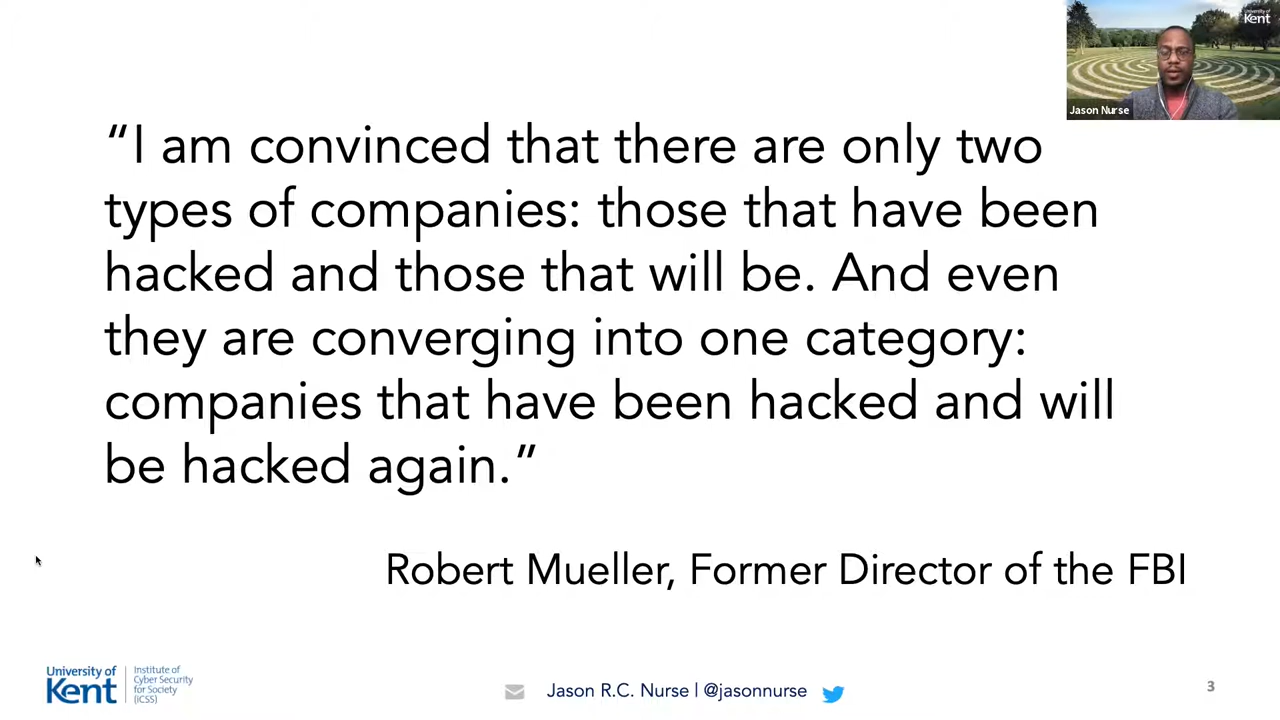 University of
Kent
Jason Nurse
“I am convinced that there are only two
types of companies: those that have been
hacked and those that will be. And even
they are converging into one category:
companies that have been hacked and will
be hacked again.”
Robert Mueller, Former Director of the FBI
University of
Kent
Institute of
Cyber Security
for Society
(ICSS)
Jason R.C. Nurse | @jasonnurse
3